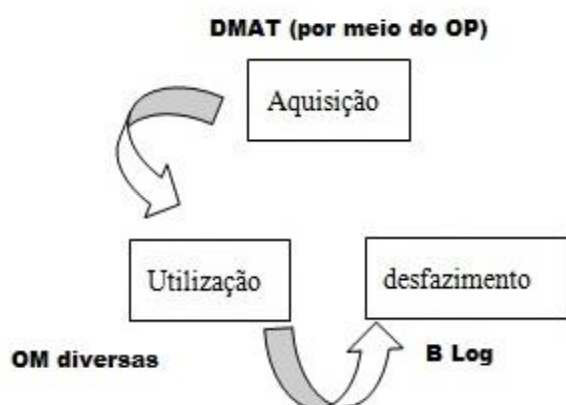 DMAT (por meio do OP)
Aquisição
Utilização
desfazimento
OM diversas
B Log